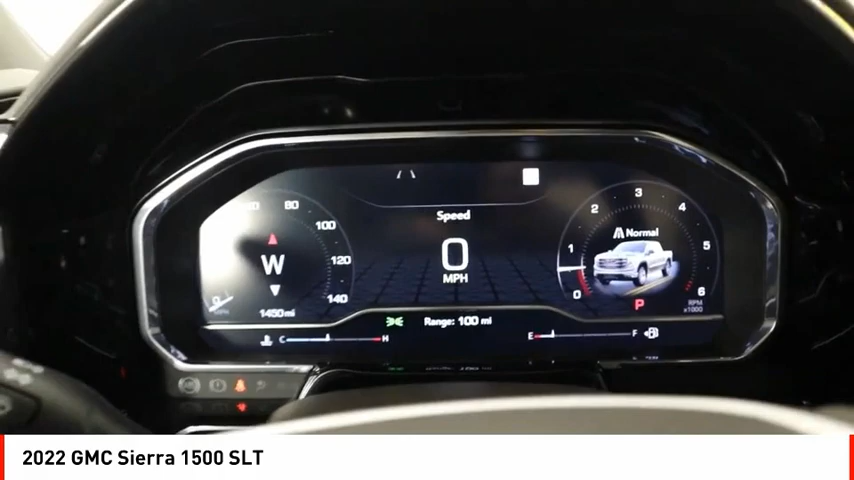 Speed
0
MPH
80
100
120
140
W
1450 mi
0
1
2
3
4
5
6
Normal
P
RPM
x1000
Range: 100 mi
C H
E F
2022 GMC Sierra 1500 SLT